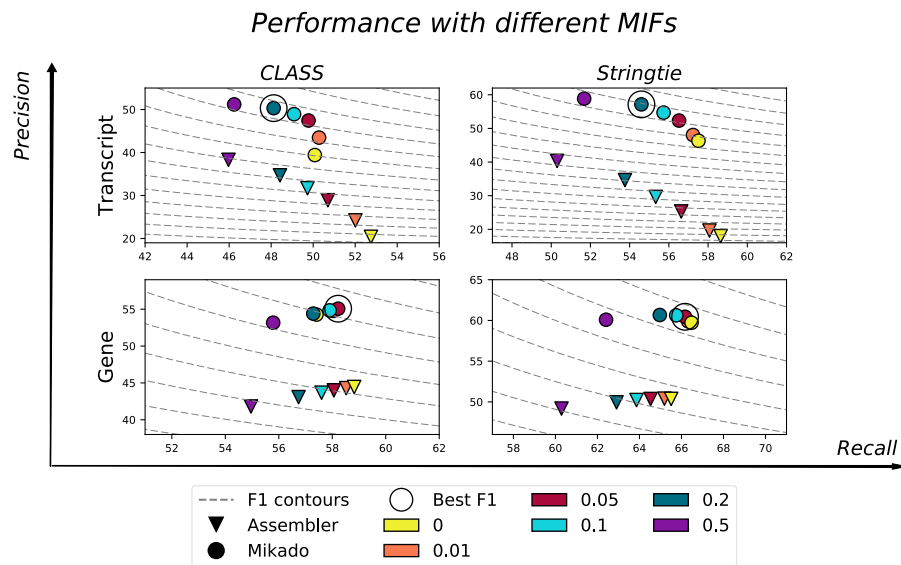 Performance with different MIFs
CLASS
Stringtie
Precision
Transcript
50
40
30
20
42 44 46 48 50 52 54 56
60
50
40
30
20
48 50 52 54 56 58 60 62
Gene
55
50
45
40
52 54 56 58 60 62
65
60
55
50
58 60 62 64 66 68 70
Recall
F1 contours
Assembler
Mikado
Best F1
0
0.01
0.05
0.1
0.2
0.5